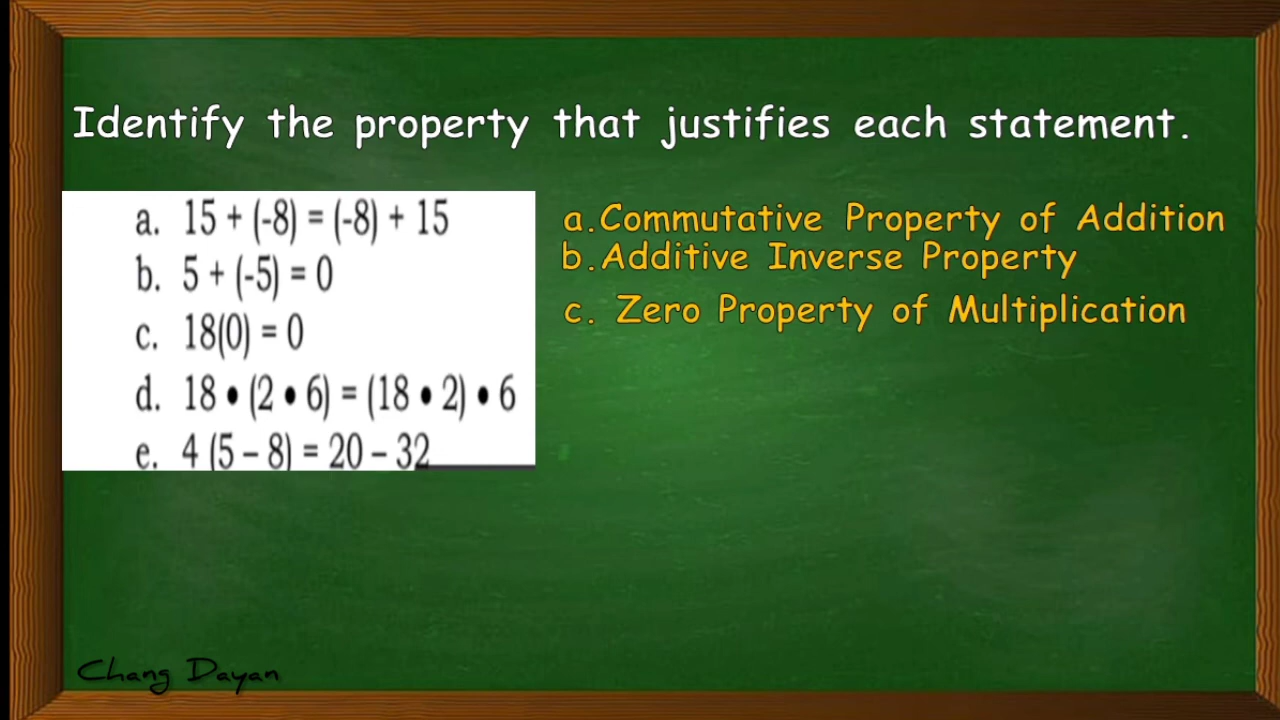 Identify the property that justifies each statement.
a. 15 + (-8) = (-8) + 15
b. 5 + (-5) = 0
c. 18(0) = 0
d. 18 • (2 • 6) = (18 • 2) • 6
e. 4 (5 – 8) = 20 – 32
a.Commutative Property of Addition
b.Additive Inverse Property
c. Zero Property of Multiplication
Chang Dayan